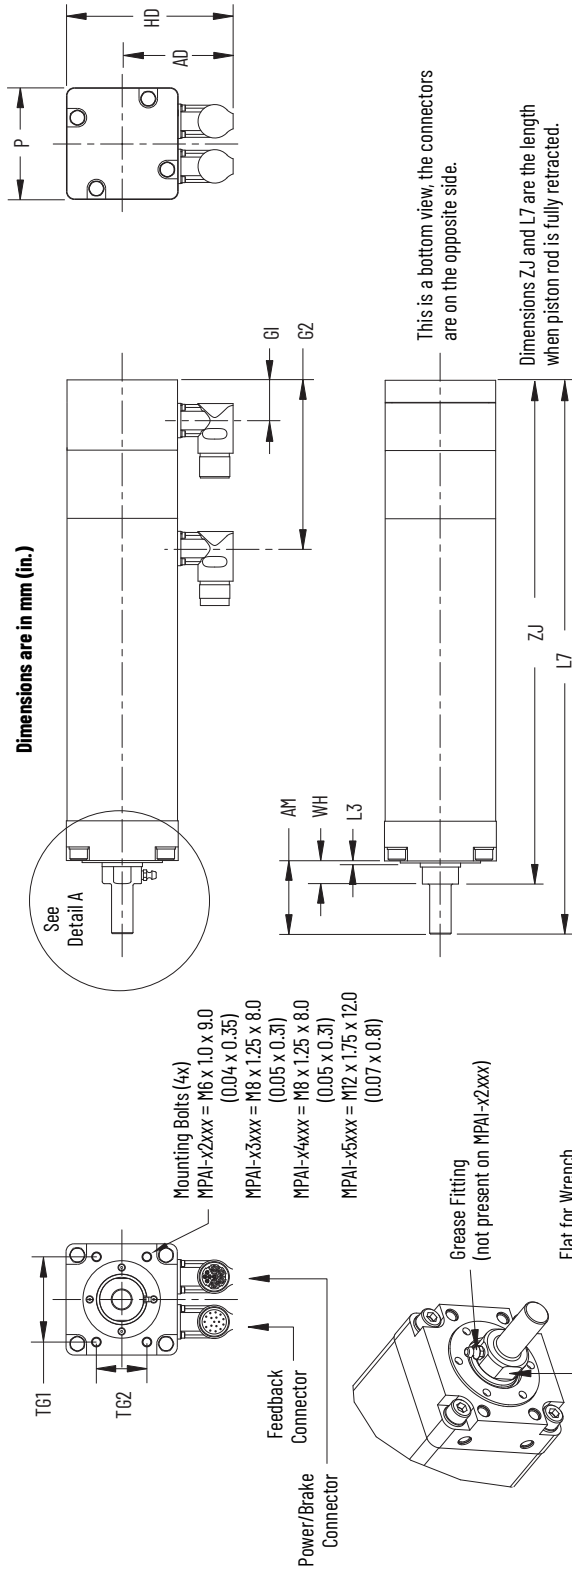 Dimensions are in mm (in.)
P
HD
AD
G1
G2
See
Detail A
TG1
TG2
Mounting Bolts (4x)
MPAI-x2xxx = M6 x 1.0 x 9.0
(0.04 x 0.35)
MPAI-x3xxx = M8 x 1.25 x 8.0
(0.05 x 0.31)
MPAI-x4xxx = M8 x 1.25 x 8.0
(0.05 x 0.31)
MPAI-x5xxx = M12 x 1.75 x 12.0
(0.07 x 0.81)
Feedback
Connector
Power/Brake
Connector
AM
WH
L3
This is a bottom view, the connectors
are on the opposite side.
ZJ
L7
Dimensions ZJ and L7 are the length
when piston rod is fully retracted.
Grease Fitting
(not present on MPAI-x2xxx)
Flat for Wrench